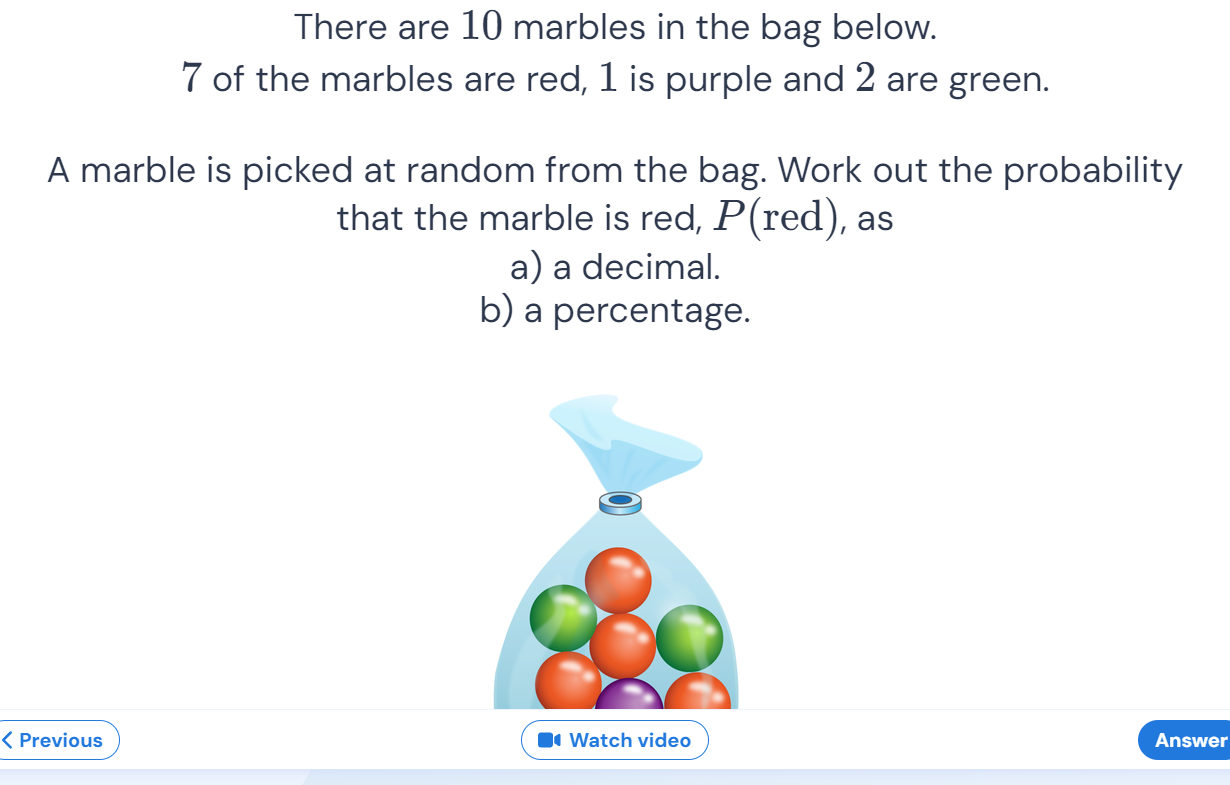 There are 10 marbles in the bag below.
7 of the marbles are red, 1 is purple and 2 are green.
A marble is picked at random from the bag. Work out the probability
that the marble is red, P(red), as
a) a decimal.
b) a percentage.
Previous
Watch video
Answer